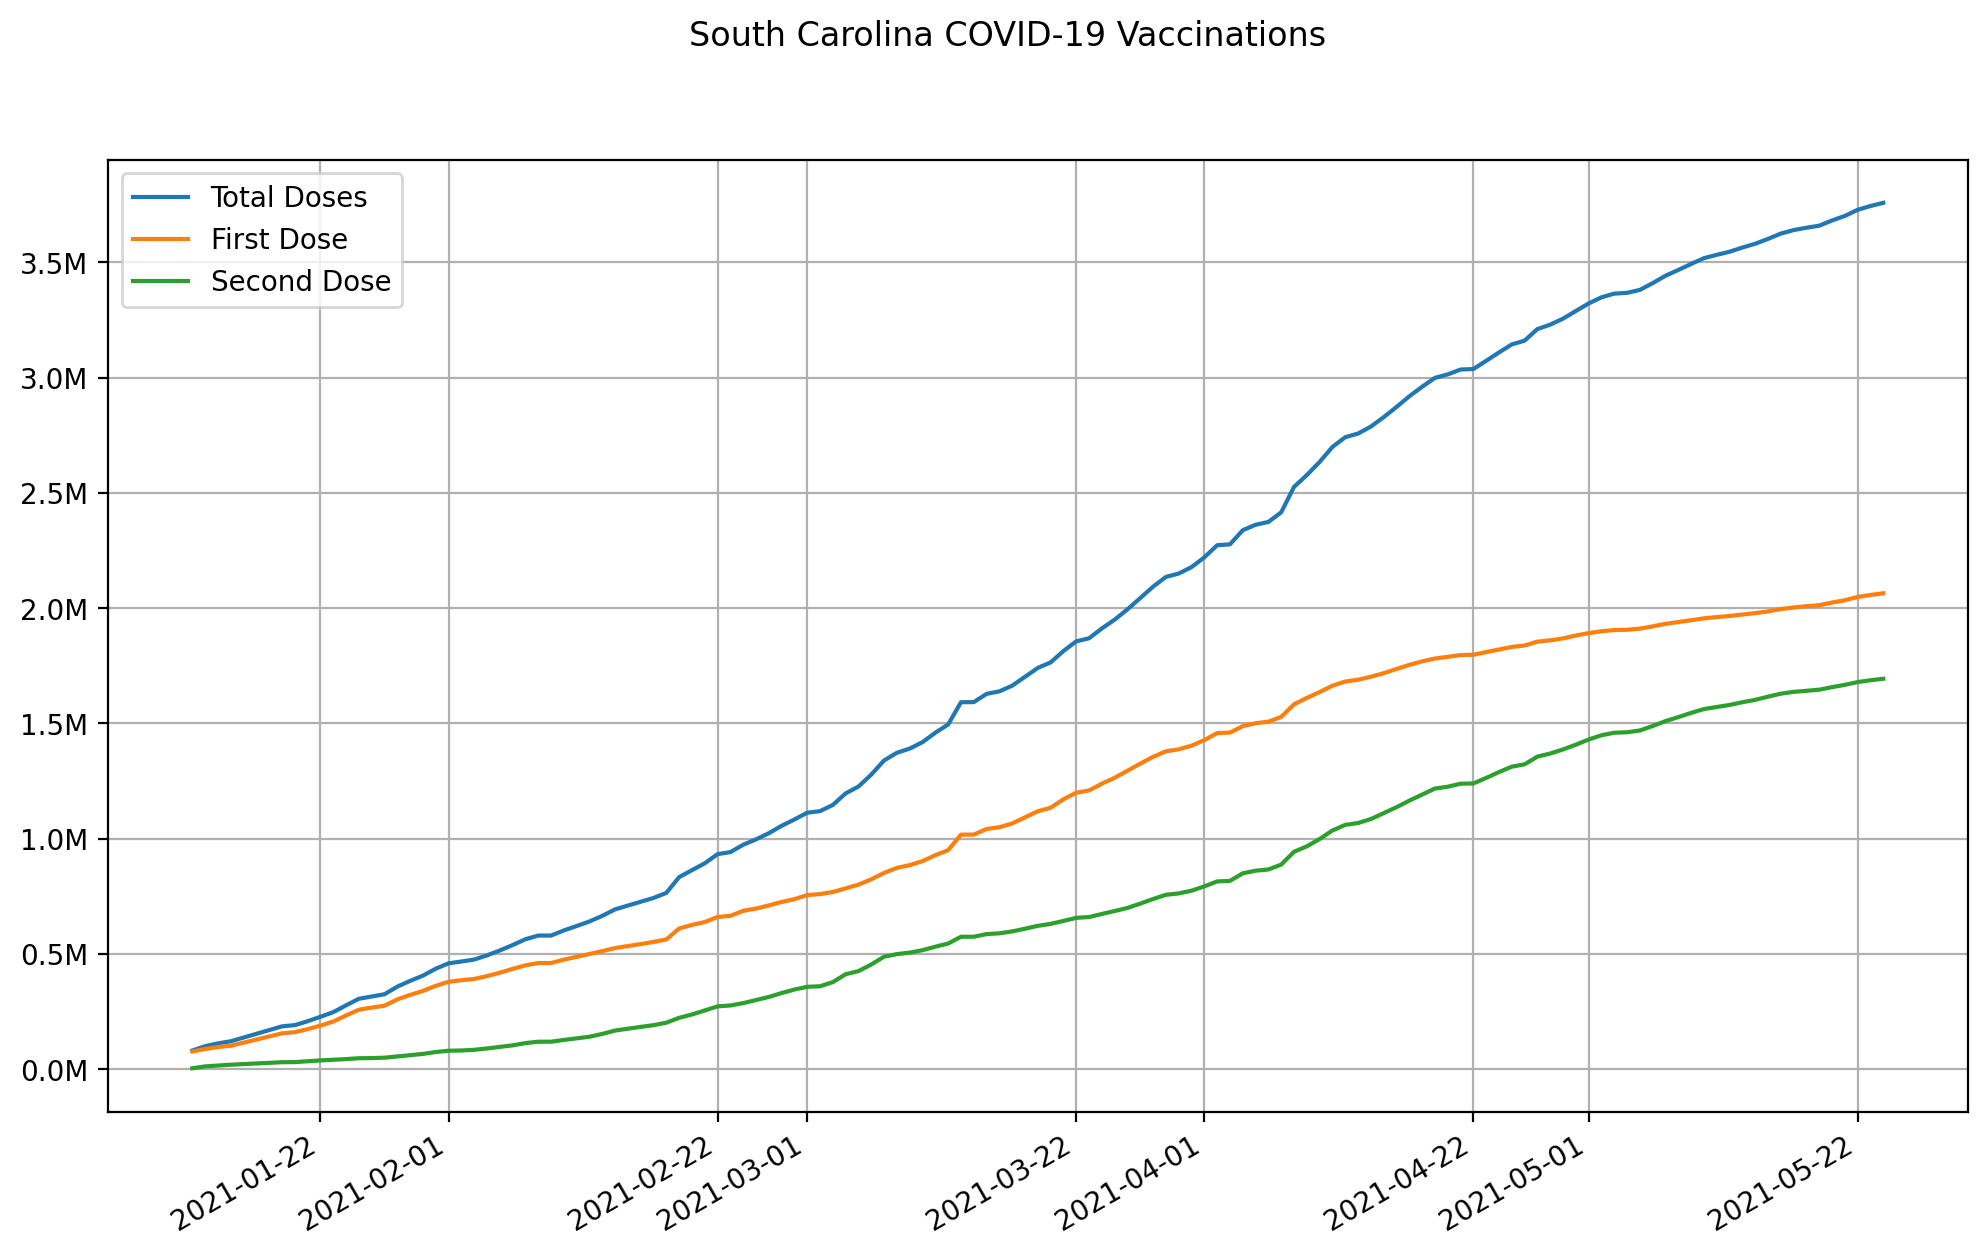 South Carolina COVID-19 Vaccinations
Total Doses
First Dose
Second Dose
3.5M
3.0M
2.5M
2.0M
1.5M
1.0M
0.5M
0.0M
2021-01-22
2021-02-01
2021-02-22
2021-03-01
2021-03-22
2021-04-01
2021-04-22
2021-05-01
2021-05-22